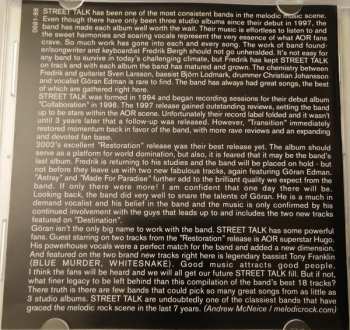 DNR1-88
STREET TALK has been one of the most consistent bands in the melodic music scene.
Even though there have only been three studio albums since their debut in 1997, the
band has made each album well worth the wait. Their music is effortless to listen to and
the sweet harmonies and soaring vocals represent the very essence of what AOR fans
crave. So much work has gone into each and every song. The work of band found-
er/songwriter and keyboardist Fredrik Bergh should not go unheralded. It's not easy for
any band to survive in today's challenging climate, but Fredrik has kept STREET TALK
on track and with each album the band has matured and grown. The chemistry between
Fredrik and guitarist Sven Larsson, bassist Björn Lodmark, drummer Christian Johansson
and vocalist Göran Edman is rare to find. The band has always had great songs, the best
of which are gathered right here.
STREET TALK was formed in 1994 and began recording sessions for their debut album
"Collaboration" in 1996. The 1997 release gained outstanding reviews, setting the band
up to be stars within the AOR scene. Unfortunately their record label folded and it wasn't
until 3 years later that a follow-up was released. However, "Transition" immediately
restored momentum back in favor of the band, with more rave reviews and an expanding
and devoted fan base.
2002's excellent "Restoration" release was their best release yet. The album should
serve as a platform for world domination, but also, it is feared that it may be the band's
last album. Fredrik is returning to his studies and the band will be placed on hold - but
not before they leave us with two new fabulous tracks, again featuring Göran Edman.
"Astray" and "Made For Paradise" further add to the brilliant quality we expect from the
band. If only there were more! I am confident that one day there will be.
Looking back, the band did very well to snare the talents of Göran. He is a much in
demand vocalist and his belief in the band and the music is only confirmed by his
continued involvement with the guys that leads up to and includes the two new tracks
featured on "Destination".
Göran isn't the only big name to work with the band. STREET TALK has some powerful
fans. Guest starring on two tracks from the "Restoration" release is AOR superstar Hugo.
His powerhouse vocals were a perfect match for the band and added a new dimension.
And featured on the two brand new tracks right here is legendary bassist Tony Franklin
(BLUE MURDER, WHITESNAKE). Good music attracts good people.
I think the fans will be heard and we will all get our future STREET TALK fill. But if not,
what finer legacy to be left behind than this compilation of the band's best 18 tracks?
There truth is there are few bands that could pick so many great songs from as little as
3 studio albums. STREET TALK are undoubtedly one of the classiest bands that have
graced the melodic rock scene in the last 7 years. (Andrew McNeice / melodicrock.com)